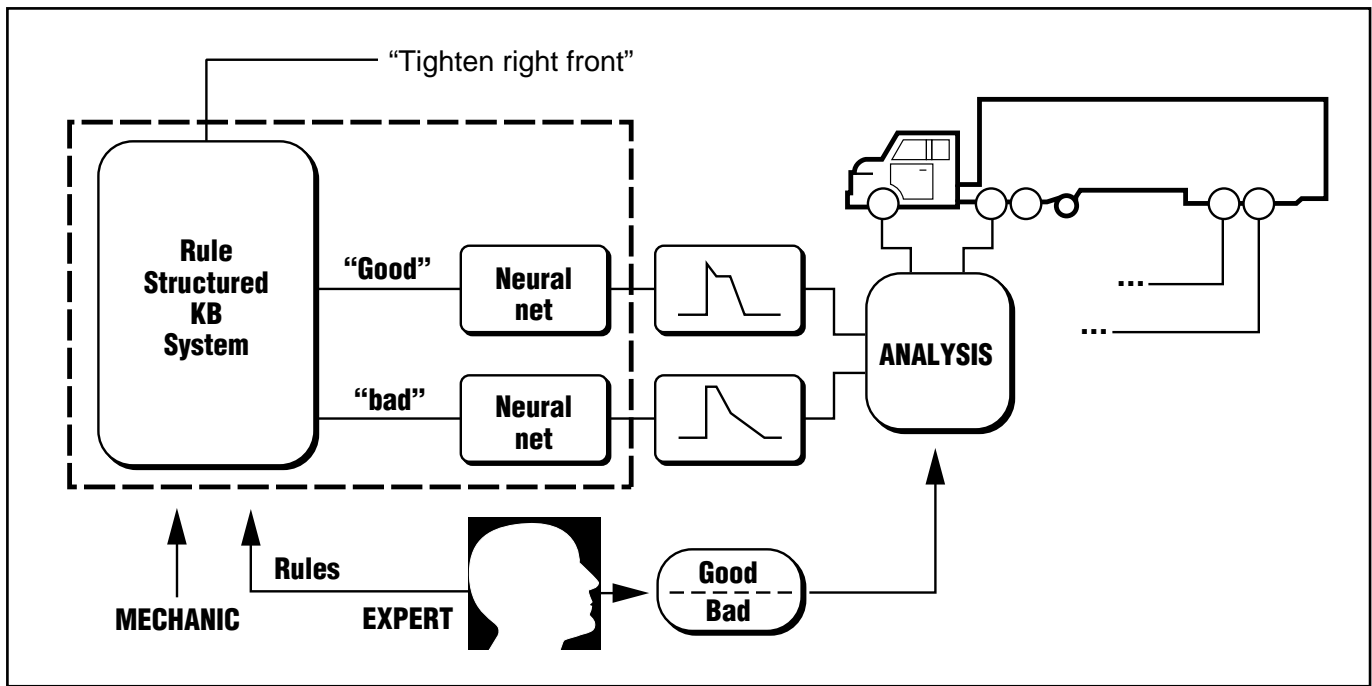 “Tighten right front”
Rule
Structured
KB
System
“Good”
Neural
net
“bad”
Neural
net
ANALYSIS
...
...
Rules
MECHANIC
EXPERT
Good
Bad